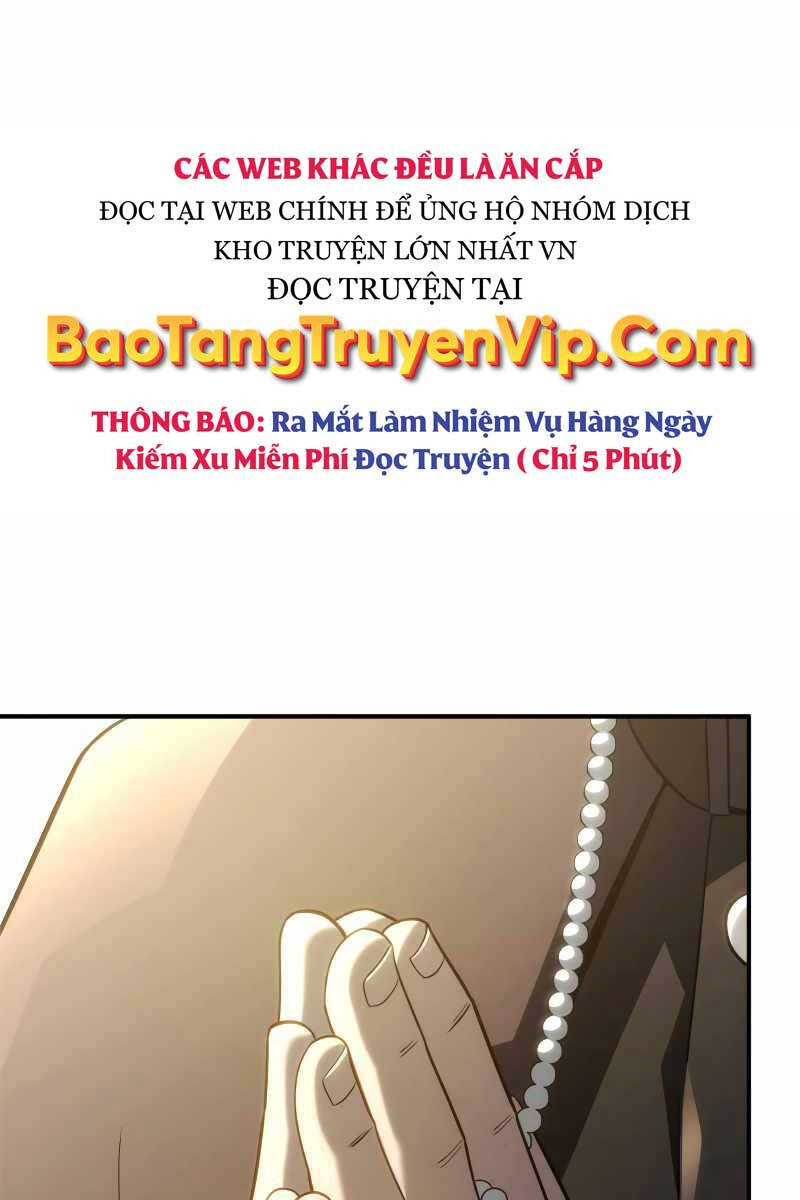 CÁC WEB KHÁC ĐỀU LÀ ĂN CẮP
ĐỌC TẠI WEB CHÍNH ĐỂ ỦNG HỘ NHÓM DỊCH
KHO TRUYỆN LỚN NHẤT VN
ĐỌC TRUYỆN TẠI
BaoTangTruyenVip.Com
THÔNG BÁO: Ra Mắt Làm Nhiệm Vụ Hàng Ngày
Kiếm Xu Miễn Phí Đọc Truyện ( Chỉ 5 Phút)